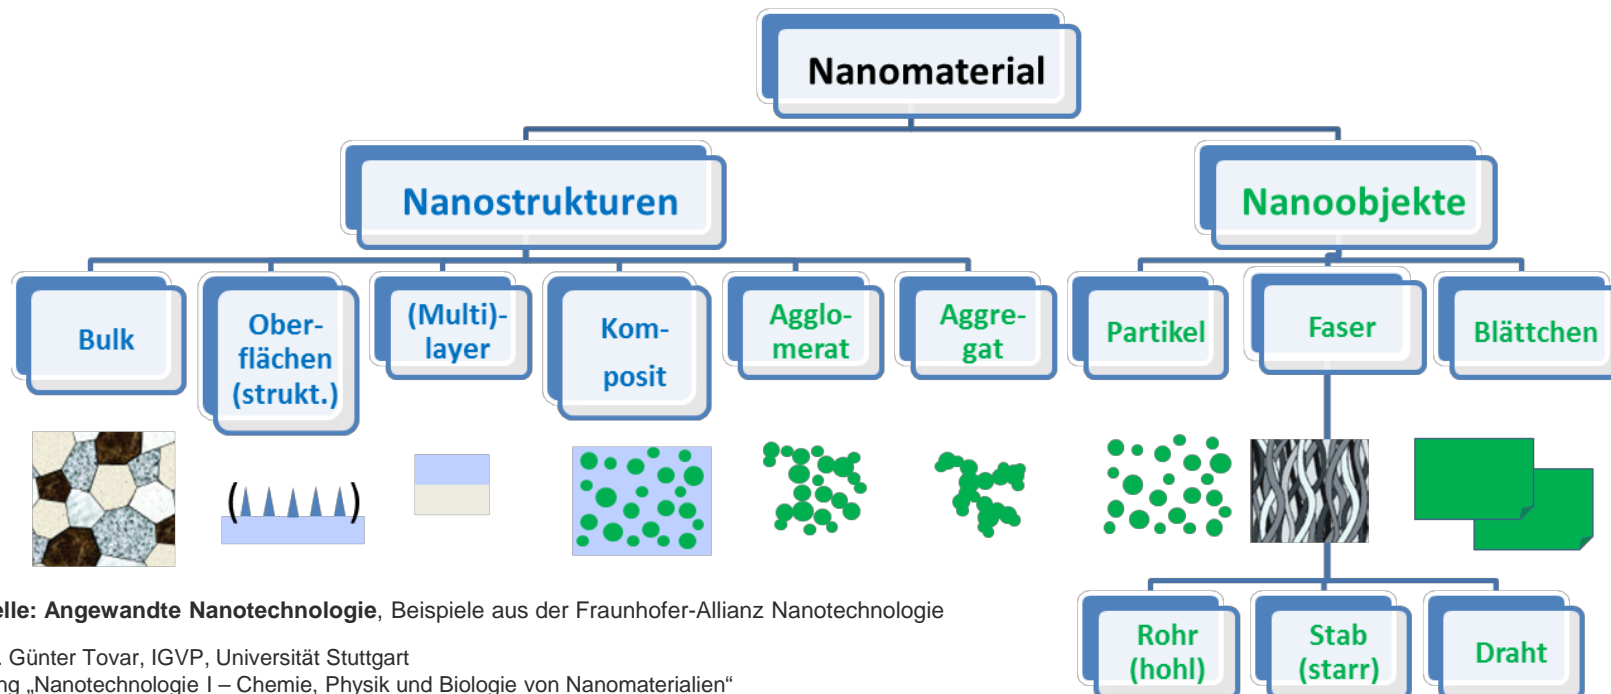 Nanomaterial
Nanostrukturen
Nanoobjekte
Bulk
Ober-
flächen
(strukt.)
(Multi)-
layer
Kom-
posit
Agglo-
merat
Aggre-
gat
Partikel
Faser
Blättchen
( )
elle: Angewandte Nanotechnologie, Beispiele aus der Fraunhofer-Allianz Nanotechnologie
. Günter Tovar, IGVP, Universität Stuttgart
ng „Nanotechnologie I – Chemie, Physik und Biologie von Nanomaterialien“
Rohr
(hohl)
Stab
(starr)
Draht